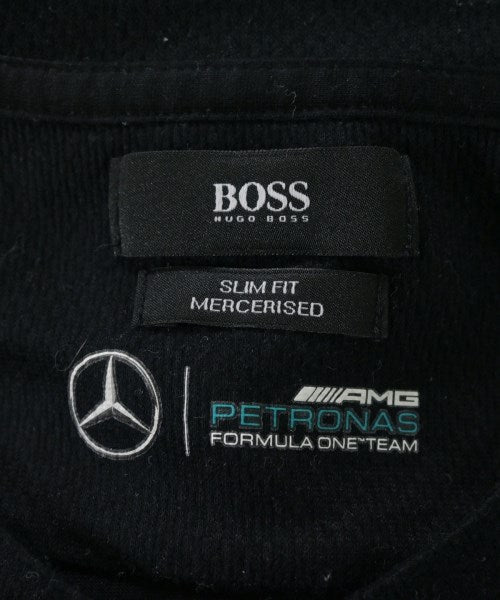 BOSS
HUGO BOSS
SLIM FIT
MERCERISED
AMG
PETRONAS
FORMULA ONE™ TEAM